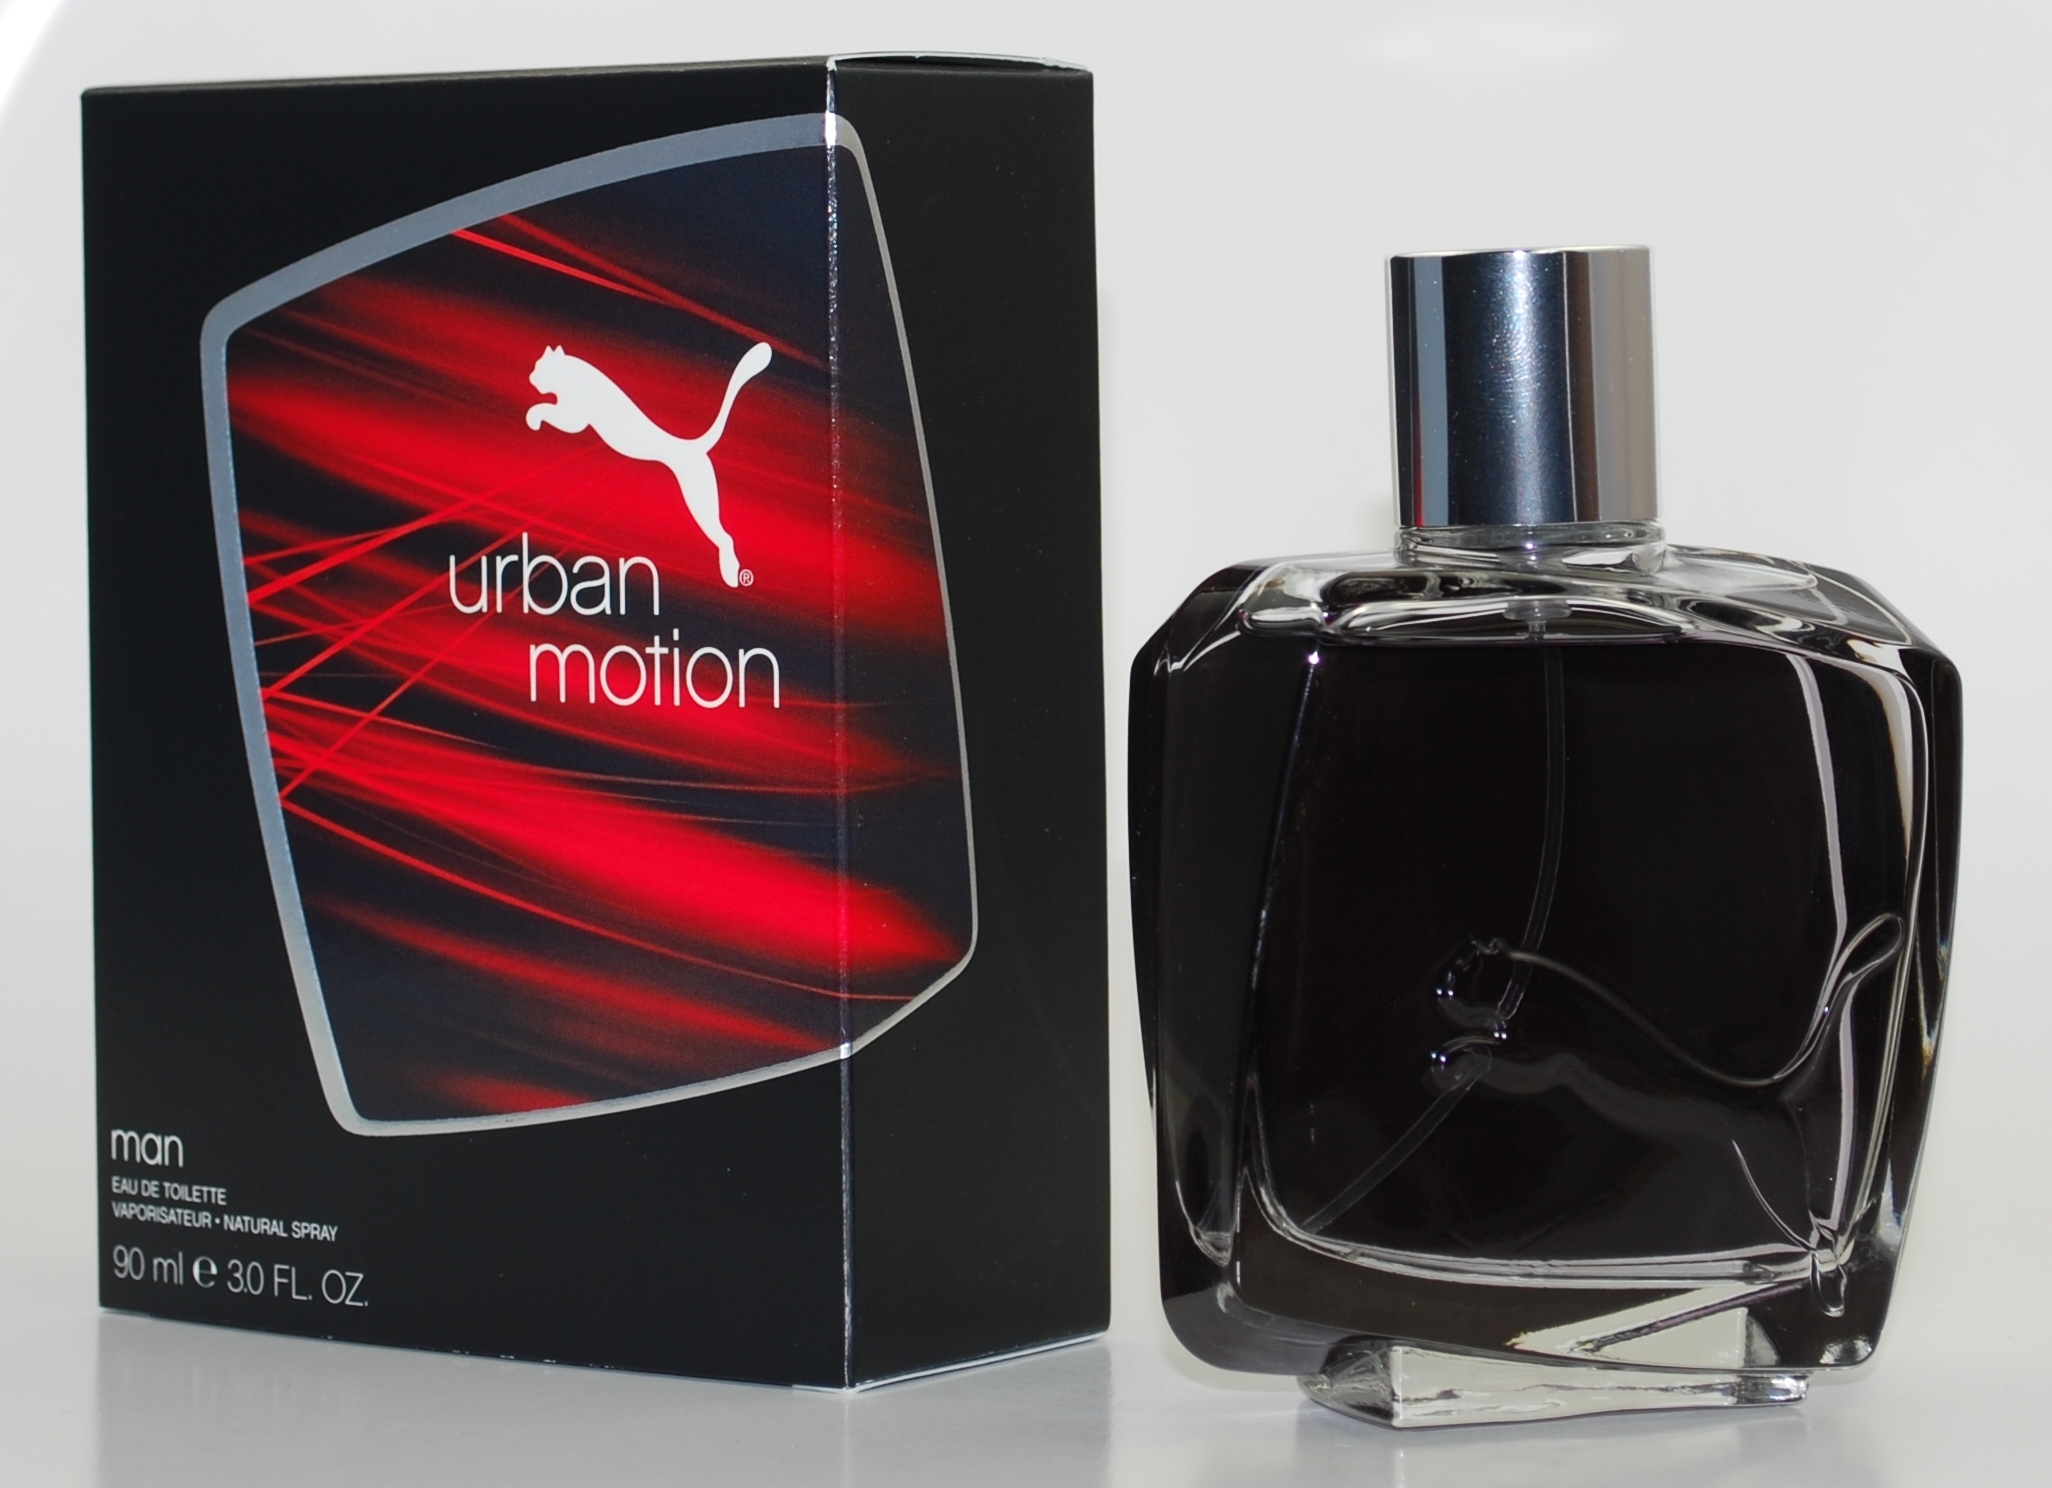 urban
motion
®
man
EAU DE TOILETTE
VAPORISATEUR • NATURAL SPRAY
90 ml ℮ 3.0 FL. OZ.